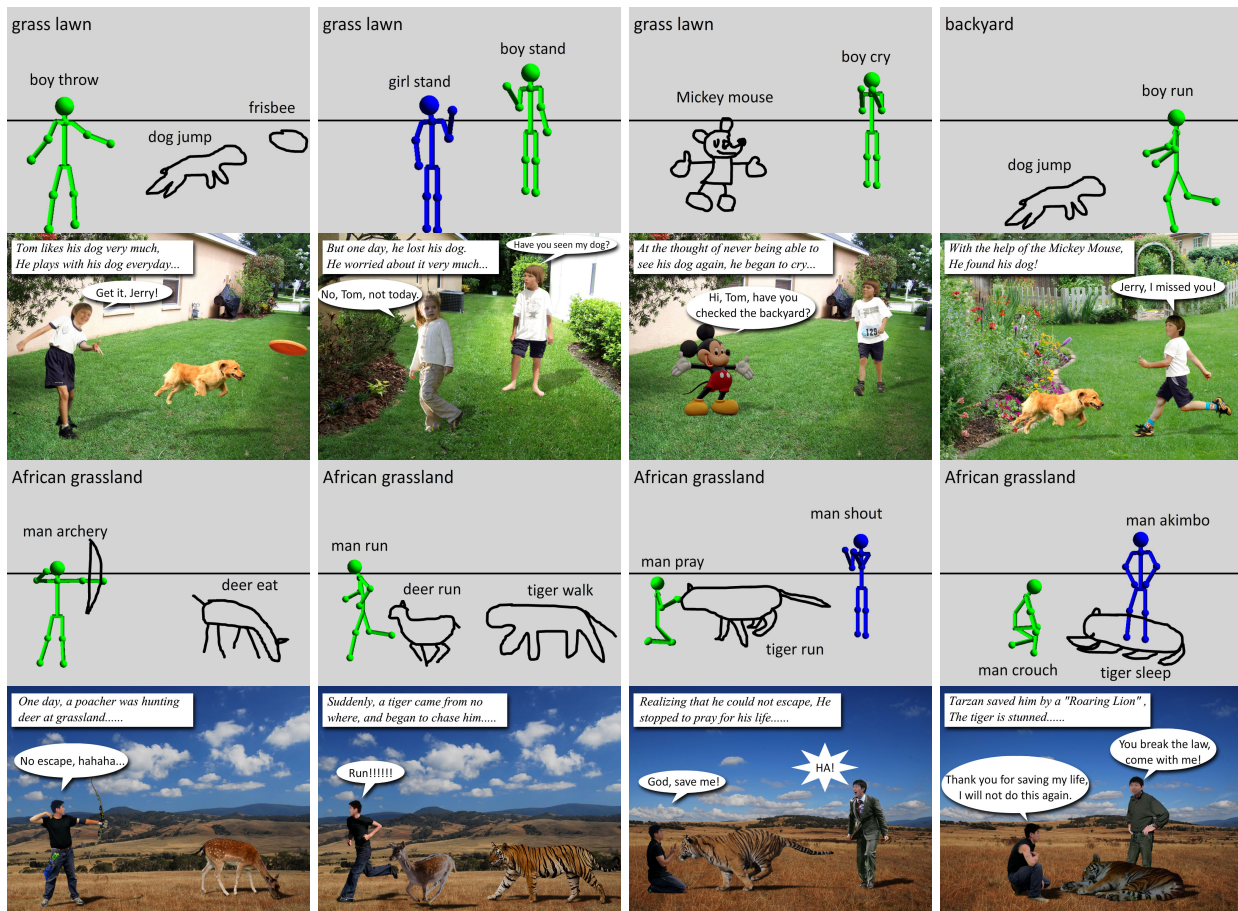 grass lawn
boy throw
frisbee
dog jump
grass lawn
boy stand
girl stand
grass lawn
boy cry
Mickey mouse
backyard
boy run
dog jump
Tom likes his dog very much,
He plays with his dog everyday...
Get it, Jerry!
But one day, he lost his dog.
He worried about it very much...
Have you seen my dog?
No, Tom, not today.
At the thought of never being able to
see his dog again, he began to cry...
Hi, Tom, have you
checked the backyard?
129
With the help of the Mickey Mouse,
He found his dog!
Jerry, I missed you!
African grassland
man archery
deer eat
African grassland
man run
deer run
tiger walk
African grassland
man shout
man pray
tiger run
African grassland
man akimbo
man crouch
tiger sleep
One day, a poacher was hunting
deer at grassland......
No escape, hahaha...
Suddenly, a tiger came from no
where, and began to chase him.....
Run!!!!!!
Realizing that he could not escape, He
stopped to pray for his life......
God, save me!
HA!
Tarzan saved him by a "Roaring Lion" ,
The tiger is stunned......
You break the law,
come with me!
Thank you for saving my life,
I will not do this again.